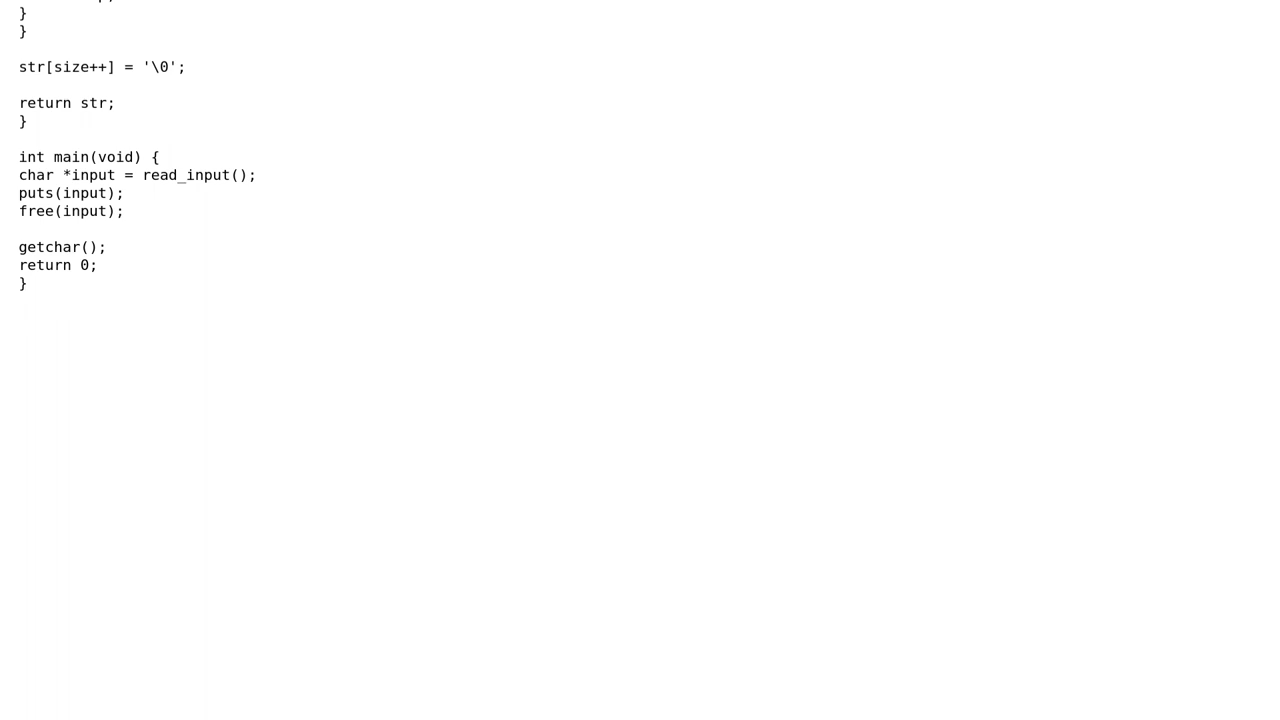 }
}
str[size++] = '\0';
return str;
}
int main(void) {
char *input = read_input();
puts(input);
free(input);
getchar();
return 0;
}